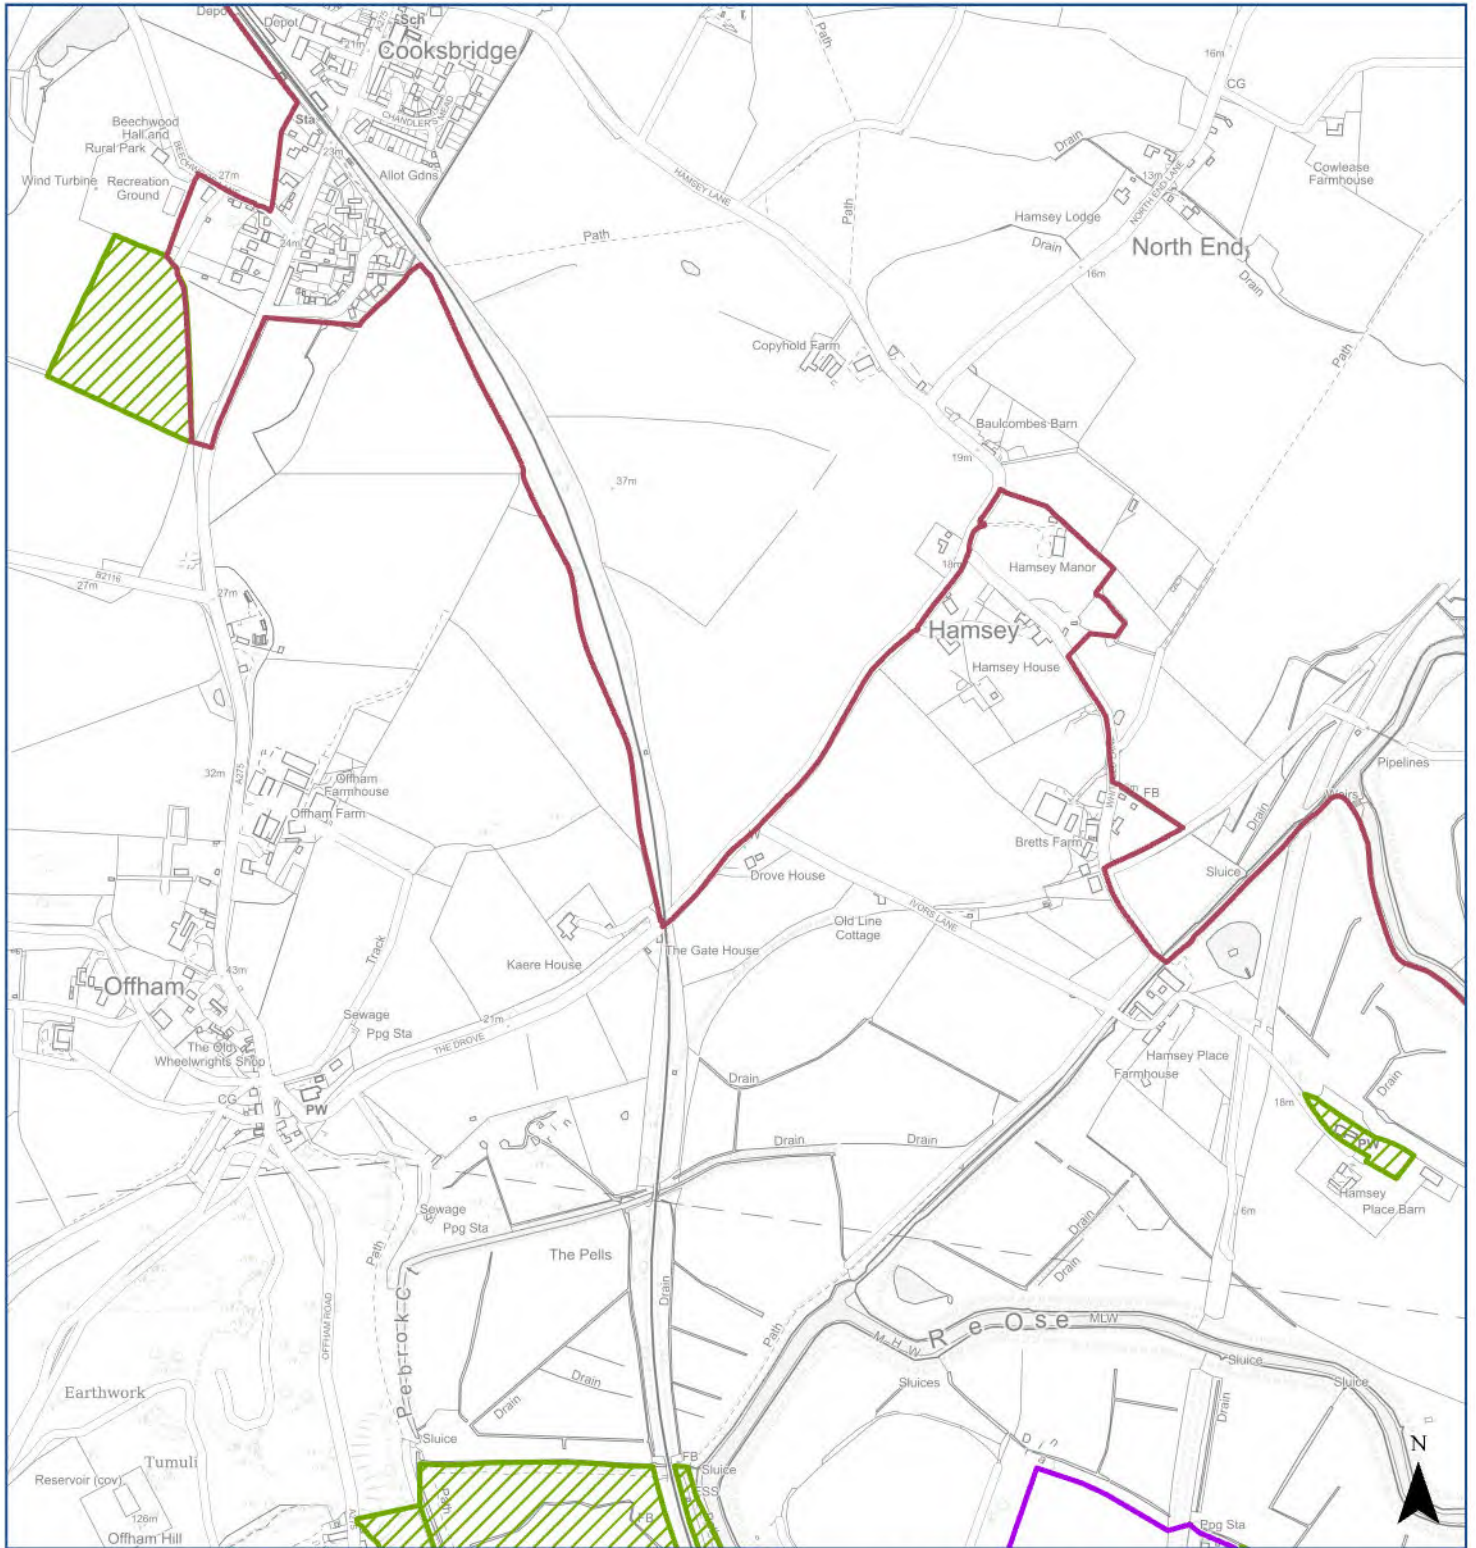 Depot
Depot
Sch
A275
21m
Cooksbridge
Path
16m
CG
CHANDLER'S MEAD
Sta
Beechwood
Hall and
Rural Park
23m
Drain
Cowlease
Farmhouse
Wind Turbine
Recreation
Ground
27m
Allot Gdns
HAMSEY LANE
13m
NORTH END LANE
Path
Hamsey Lodge
Path
Drain
North End
24m
16m
Drain
Copyhold Farm
Path
Baulcombes Barn
19m
37m
B2116
27m
27m
18m
Hamsey Manor
Hamsey
Hamsey House
32m
A275
Offham
Farmhouse
Offham Farm
Pipelines
Weirs
FB
Drain
Bretts Farm
Sluice
Drove House
Old Line
Cottage
IVORS LANE
Track
Kaere House
The Gate House
43m
Offham
Sewage
Ppg Sta
21m
THE DROVE
The Old
Wheelwrights Shop
Hamsey Place
Farmhouse
Drain
Drain
CG
PW
18m
Drain
Drain
Drain
PW
Hamsey
Place Barn
Sewage
Ppg Sta
6m
Drain
Path
The Pells
Drain
Drain
OFFHAM ROAD
Path
MHW
R e Ose
MLW
Sluice
Sluice
Sluices
P-e-b-r-o-k-C-t
Earthwork
Drain
Drain
Drain
Tumuli
Sluice
FB
Sluice
ESS
N
Reservoir (cov)
Path
126m
FB
Ppg Sta
Offham Hill